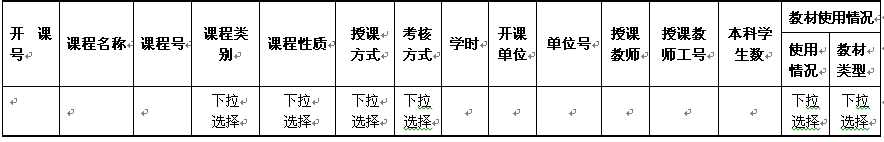 开 课号 课程名称 课程号 课程类别 课程性质 授课方式 考核方式 学时 开课单位 单位号 授课教师 授课教师工号 本科学生数 教材使用情况
使用情况 教材类型
下拉选择 下拉选择 下拉选择 下拉选择 下拉选择 下拉选择